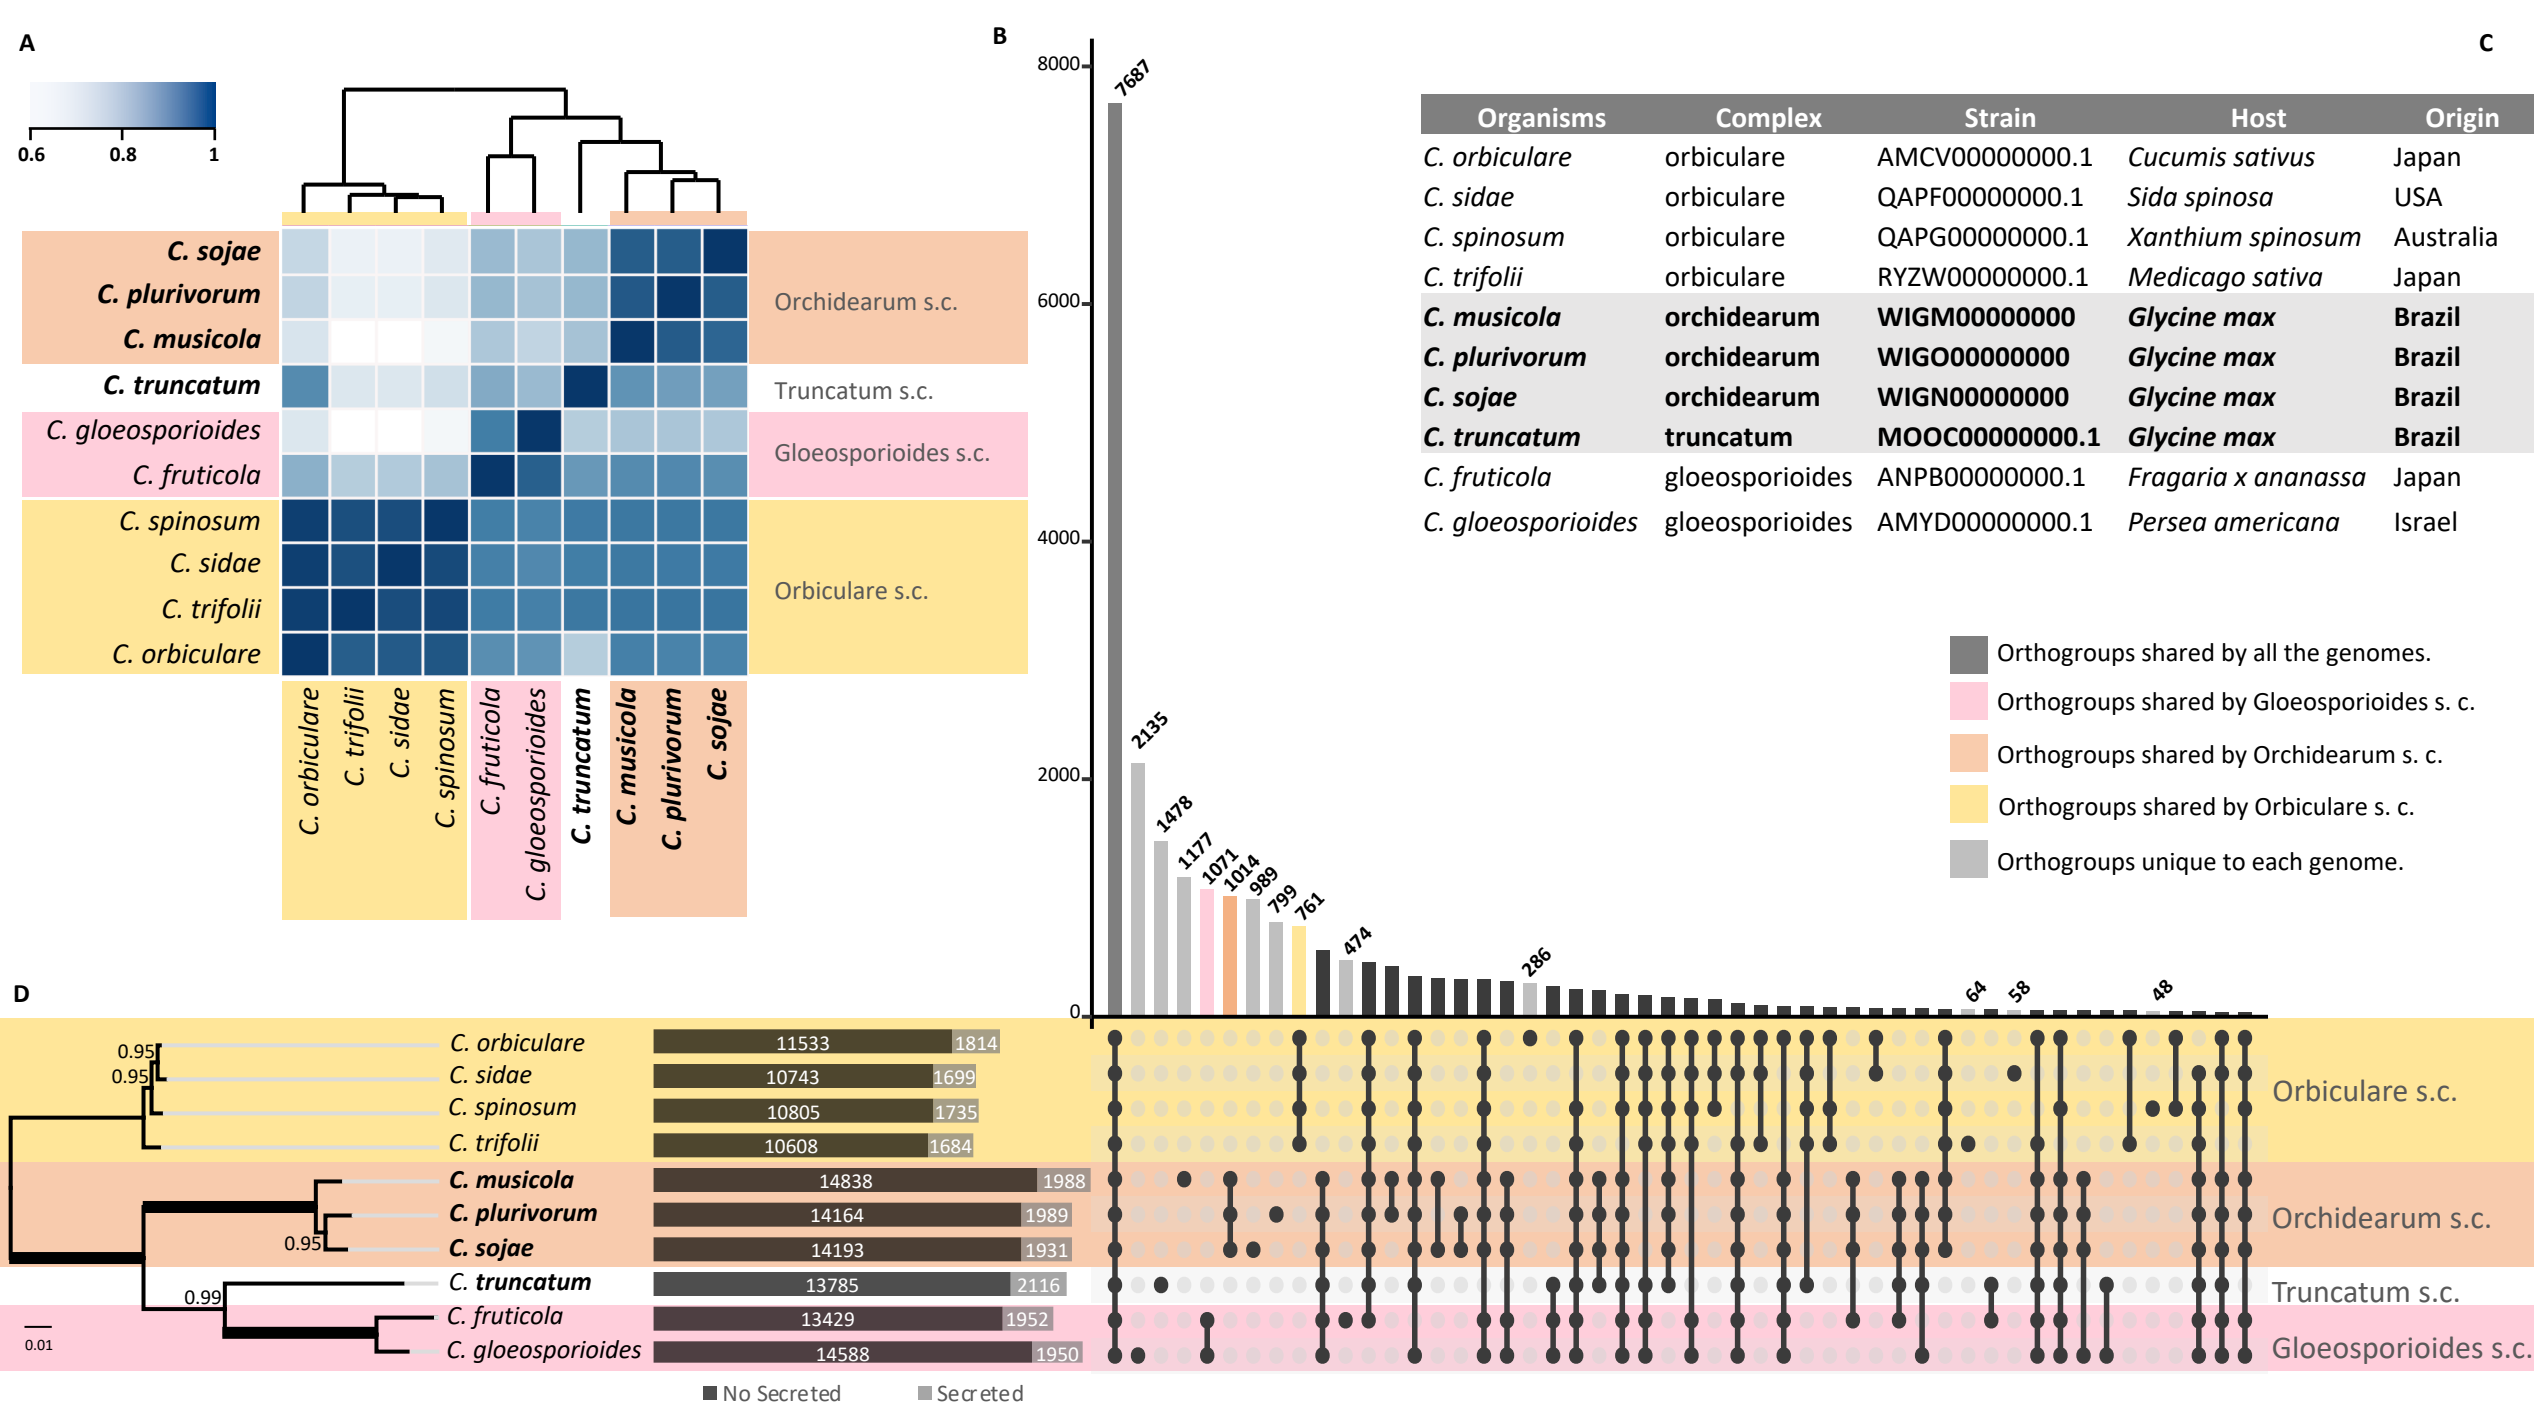 A
0.6 0.8 1
C. sojae
C. plurivorum
C. musicola
C. truncatum
C. gloeosporioides
C. fruticola
C. spinosum
C. sidae
C. trifolii
C. orbiculare
Orchidearum s.c.
Truncatum s.c.
Gloeosporioides s.c.
Orbiculare s.c.
C. orbiculare
C. trifolii
C. sidae
C. spinosum
C. fruticola
C. gloeosporioides
C. truncatum
C. musicola
C. plurivorum
C. sojae
B
8000
6000
4000
2000
0
7687
2135
1478
1177
1071
1014
989
799
761
474
286
64
58
48
C
Organisms Complex Strain Host Origin
C. orbiculare orbiculare AMCV00000000.1 Cucumis sativus Japan
C. sidae orbiculare QAPF00000000.1 Sida spinosa USA
C. spinosum orbiculare QAPG00000000.1 Xanthium spinosum Australia
C. trifolii orbiculare RYZW00000000.1 Medicago sativa Japan
C. musicola orchidearum WIGM00000000 Glycine max Brazil
C. plurivorum orchidearum WIGO00000000 Glycine max Brazil
C. sojae orchidearum WIGN00000000 Glycine max Brazil
C. truncatum truncatum MOOC00000000.1 Glycine max Brazil
C. fruticola gloeosporioides ANPB00000000.1 Fragaria x ananassa Japan
C. gloeosporioides gloeosporioides AMYD00000000.1 Persea americana Israel
Orthogroups shared by all the genomes.
Orthogroups shared by Gloeosporioides s. c.
Orthogroups shared by Orchidearum s. c.
Orthogroups shared by Orbiculare s. c.
Orthogroups unique to each genome.
D
0.95
0.95
0.95
0.99
0.01
C. orbiculare 11533 1814
C. sidae 10743 1699
C. spinosum 10805 1735
C. trifolii 10608 1684
C. musicola 14838 1988
C. plurivorum 14164 1989
C. sojae 14193 1931
C. truncatum 13785 2116
C. fruticola 13429 1952
C. gloeosporioides 14588 1950
No Secreted Secreted
Orbiculare s.c.
Orchidearum s.c.
Truncatum s.c.
Gloeosporioides s.c.